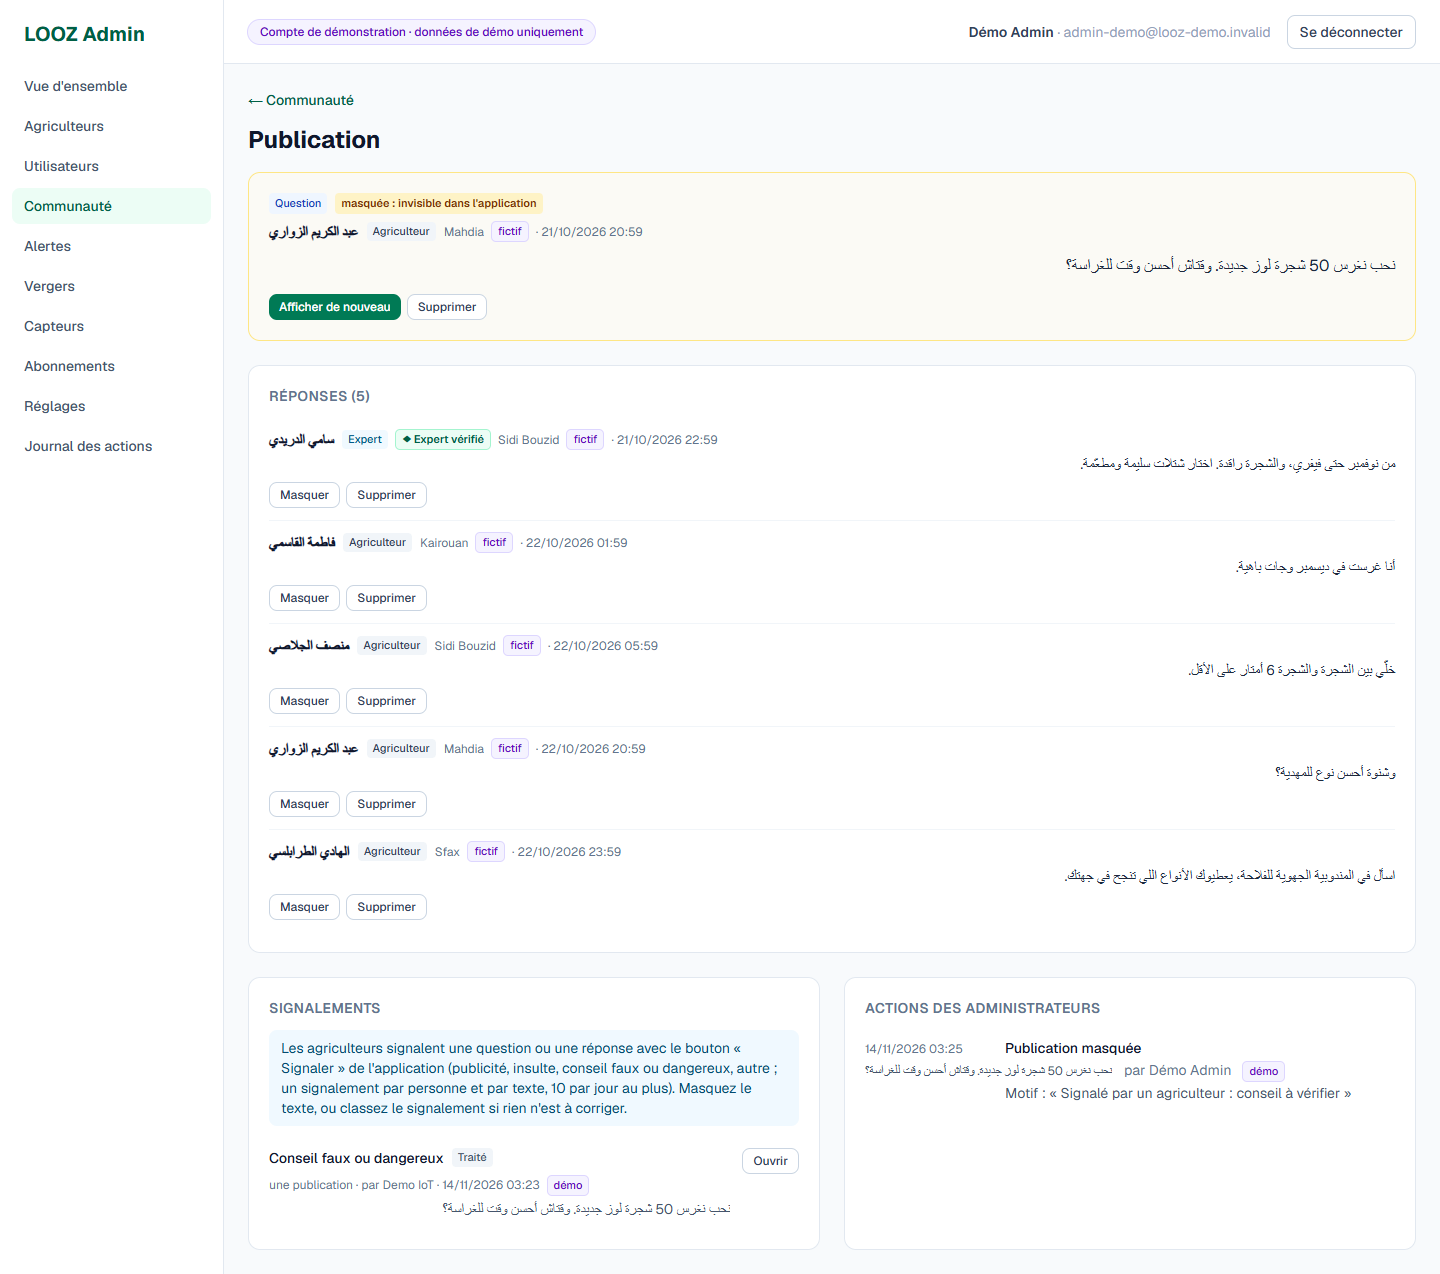 LOOZ Admin
Vue d'ensemble
Agriculteurs
Utilisateurs
Communauté
Alertes
Vergers
Capteurs
Abonnements
Réglages
Journal des actions
Compte de démonstration · données de démo uniquement
Démo Admin · admin-demo@looz-demo.invalid
Se déconnecter
← Communauté
Publication
Question masquée : invisible dans l'application
عبد الكريم الزواري Agriculteur Mahdia fictif · 21/10/2026 20:59
نحب نغرس 50 شجرة لوز جديدة. وقتاش أحسن وقت للغراسة؟
Afficher de nouveau Supprimer
RÉPONSES (5)
سامي الدريدي Expert ◆ Expert vérifié Sidi Bouzid fictif · 21/10/2026 22:59
من نوفمبر حتى فيفري، والشجرة راقدة. اختار شتلات سليمة ومطعّمة.
Masquer Supprimer
فاطمة القاسمي Agriculteur Kairouan fictif · 22/10/2026 01:59
أنا غرست في ديسمبر وجات باهية.
Masquer Supprimer
منصف الجلاصي Agriculteur Sidi Bouzid fictif · 22/10/2026 05:59
خلّي بين الشجرة والشجرة 6 أمتار على الأقل.
Masquer Supprimer
عبد الكريم الزواري Agriculteur Mahdia fictif · 22/10/2026 20:59
وشنوة أحسن نوع للمهدية؟
Masquer Supprimer
الهادي الطرابلسي Agriculteur Sfax fictif · 22/10/2026 23:59
اسأل في المندوبية الجهوية للفلاحة، يعطيوك الأنواع اللي تنجح في جهتك.
Masquer Supprimer
SIGNALEMENTS
Les agriculteurs signalent une question ou une réponse avec le bouton «
Signaler » de l'application (publicité, insulte, conseil faux ou dangereux, autre ;
un signalement par personne et par texte, 10 par jour au plus). Masquez le
texte, ou classez le signalement si rien n'est à corriger.
Conseil faux ou dangereux Traité
Ouvrir
une publication · par Demo IoT · 14/11/2026 03:23 démo
نحب نغرس 50 شجرة لوز جديدة. وقتاش أحسن وقت للغراسة؟
ACTIONS DES ADMINISTRATEURS
14/11/2026 03:25 Publication masquée
نحب نغرس 50 شجرة لوز جديدة. وقتاش أحسن وقت للغراسة؟ par Démo Admin démo
Motif : « Signalé par un agriculteur : conseil à vérifier »